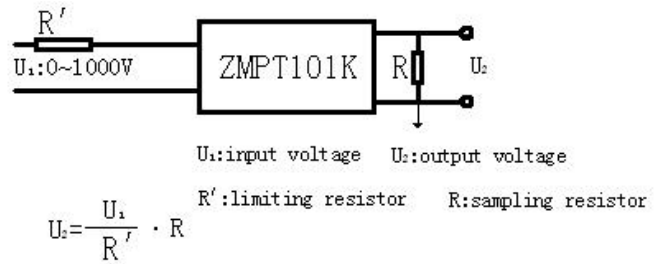 R′
U₁:0~1000V
ZMPT101K
R
U₂
U₁:input voltage U₂:output voltage
R′:limiting resistor R:sampling resistor
U₂=U₁/R′ · R